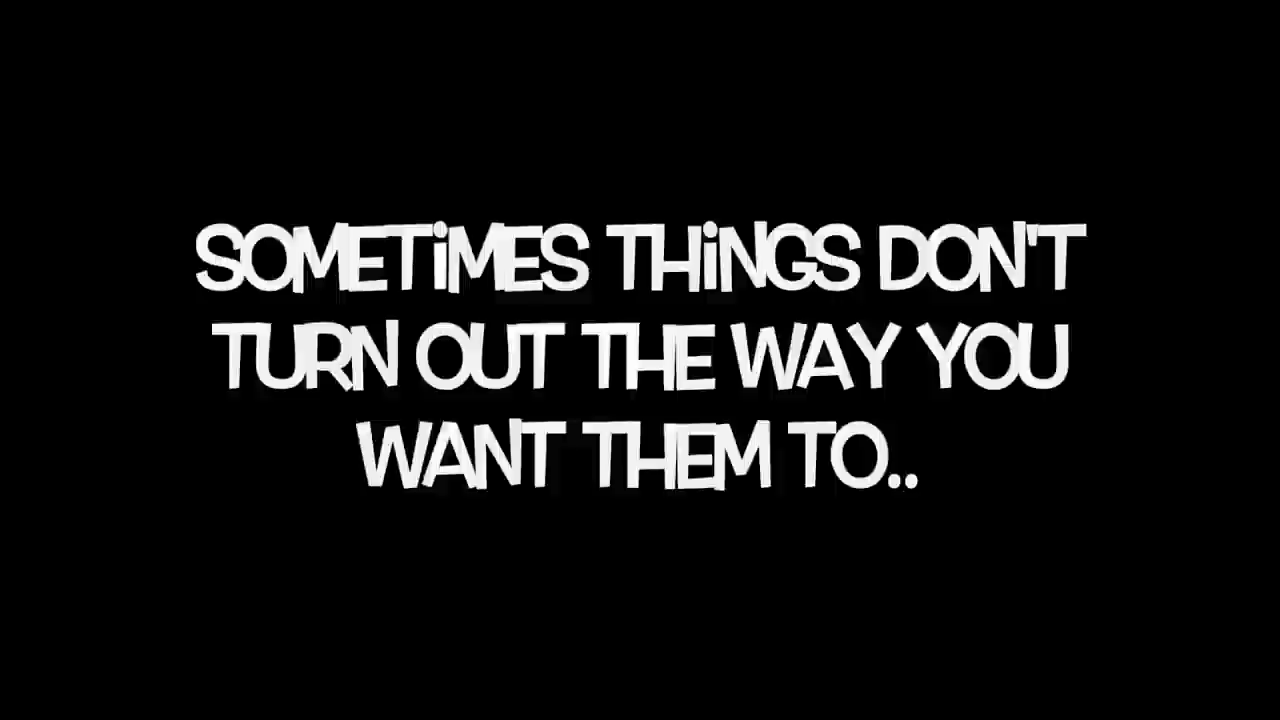 SOMETiMES THiNGS DON'T
TURN OUT THE WAY YOU
WANT THEM TO..